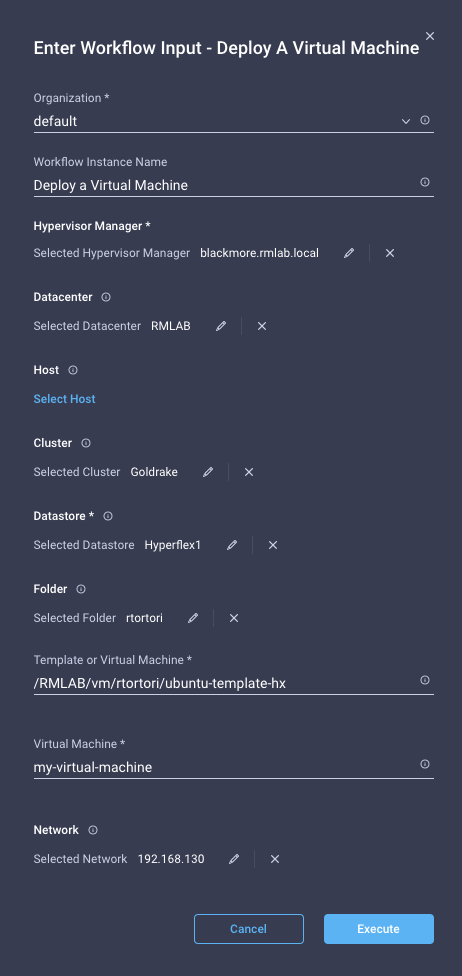 Enter Workflow Input - Deploy A Virtual Machine
Organization *
default
Workflow Instance Name
Deploy a Virtual Machine
Hypervisor Manager *
Selected Hypervisor Manager blackmore.rmlab.local
Datacenter
Selected Datacenter RMLAB
Host
Select Host
Cluster
Selected Cluster Goldrake
Datastore *
Selected Datastore Hyperflex1
Folder
Selected Folder rtortori
Template or Virtual Machine *
/RMLAB/vm/rtortori/ubuntu-template-hx
Virtual Machine *
my-virtual-machine
Network
Selected Network 192.168.130
Cancel Execute